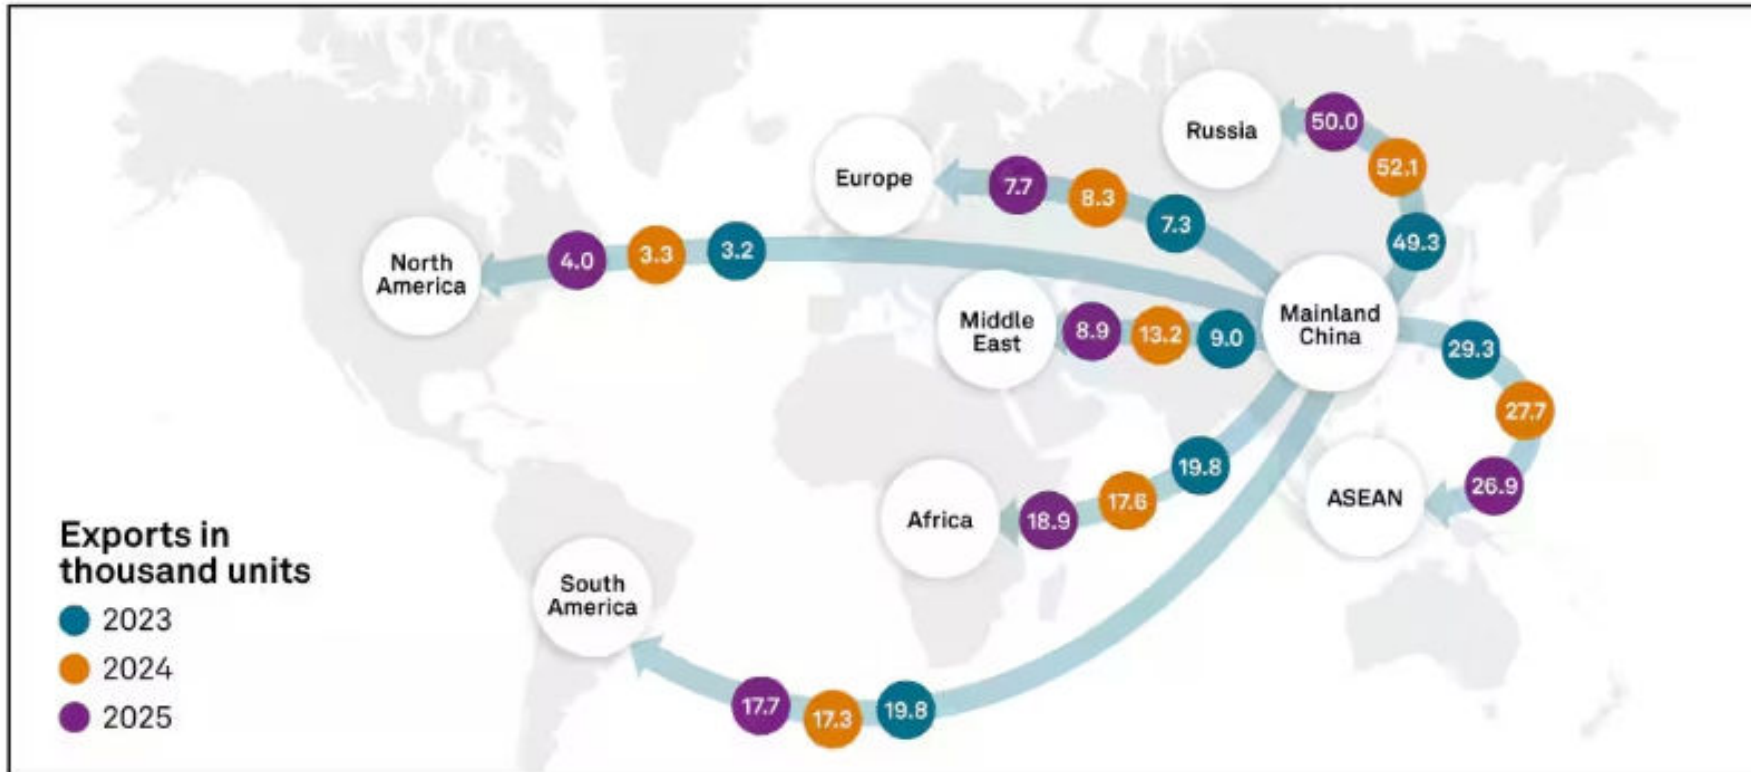 Russia
50.0
52.1
49.3
Europe
7.7
8.3
7.3
North
America
4.0
3.3
3.2
Middle
East
8.9
13.2
9.0
Mainland
China
29.3
27.7
26.9
ASEAN
Africa
18.9
17.6
19.8
South
America
17.7
17.3
19.8
Exports in
thousand units
2023
2024
2025